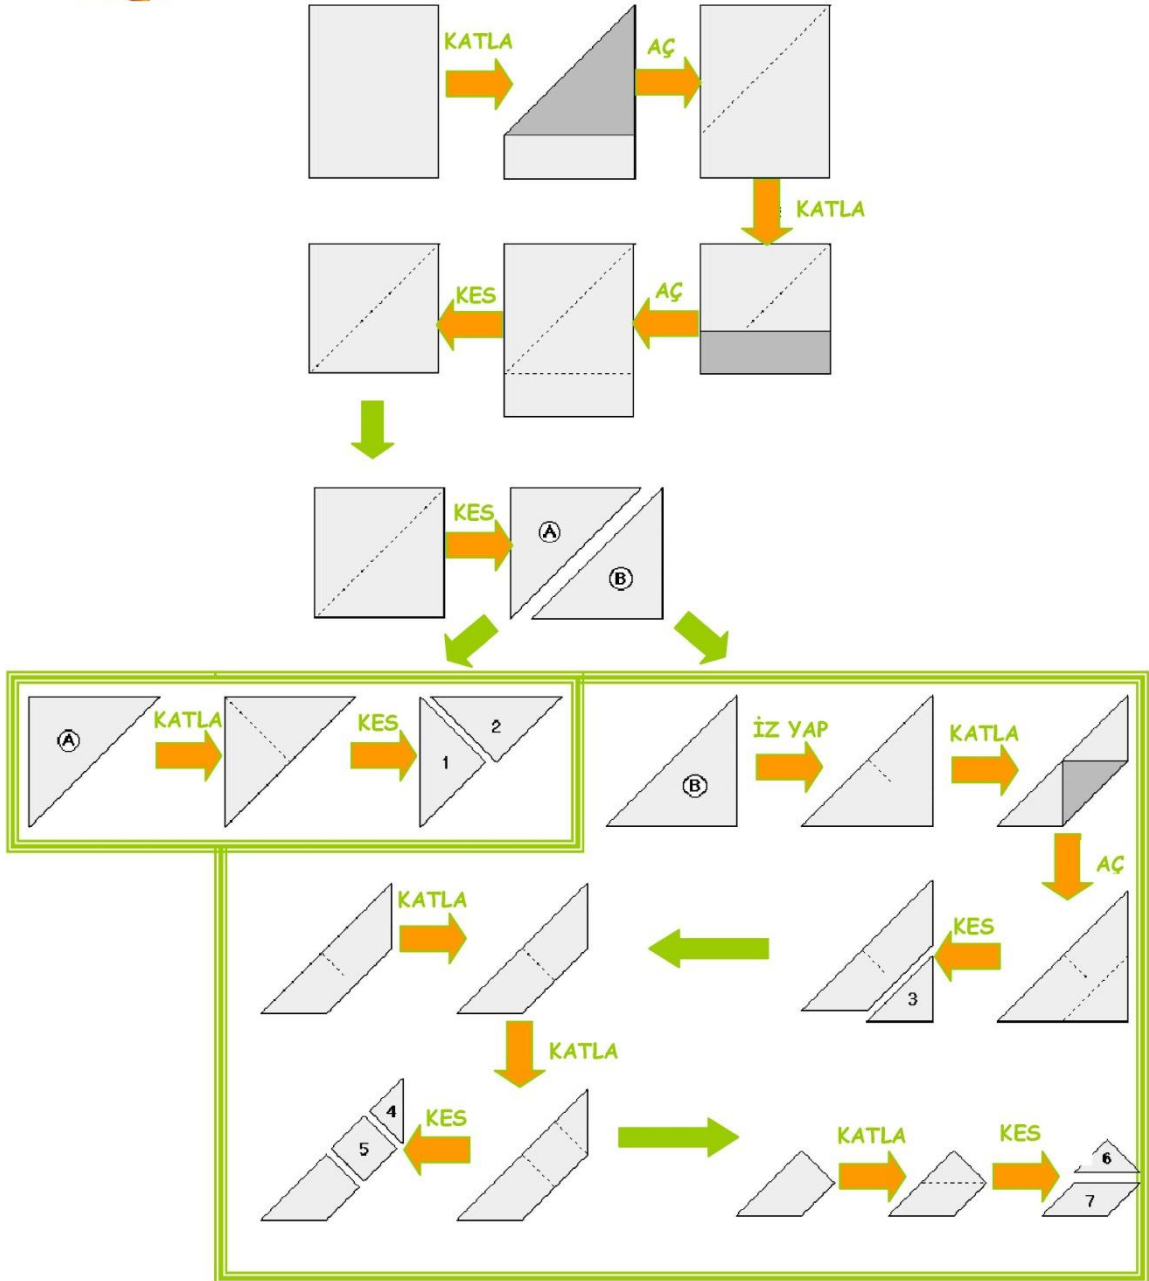 KATLA
AÇ
KATLA
KES
AÇ
KES
A
B
A
KATLA
KES
1
2
B
İZ YAP
KATLA
AÇ
KATLA
3
KES
KATLA
4
5
KES
KATLA
KES
6
7